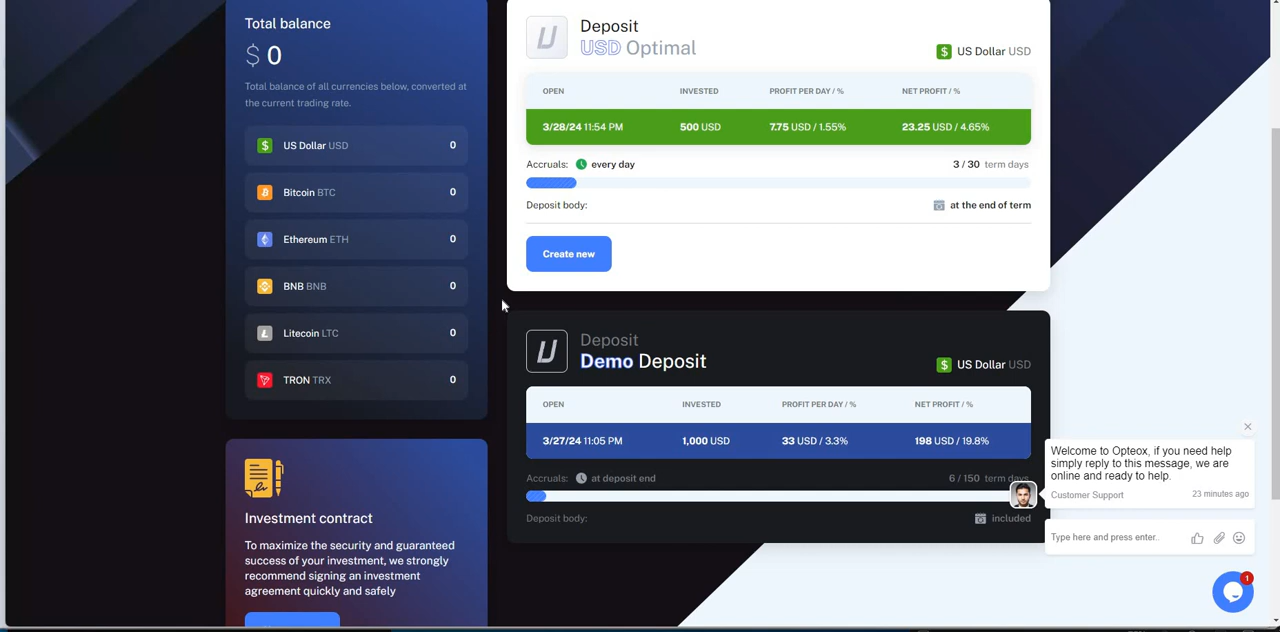 Total balance
$ 0
Total balance of all currencies below, converted at
the current trading rate.
US Dollar USD 0
Bitcoin BTC 0
Ethereum ETH 0
BNB BNB 0
Litecoin LTC 0
TRON TRX 0
Investment contract
To maximize the security and guaranteed
success of your investment, we strongly
recommend signing an investment
agreement quickly and safely
Deposit
USD Optimal
US Dollar USD
OPEN INVESTED PROFIT PER DAY / % NET PROFIT / %
3/28/24 11:54 PM 500 USD 7.75 USD / 1.55% 23.25 USD / 4.65%
Accruals: every day 3 / 30 term days
Deposit body: at the end of term
Create new
Deposit
Demo Deposit
US Dollar USD
OPEN INVESTED PROFIT PER DAY / % NET PROFIT / %
3/27/24 11:05 PM 1,000 USD 33 USD / 3.3% 198 USD / 19.8%
Accruals: at deposit end 6 / 150 term days
Deposit body: included
Welcome to Opteox, if you need help
simply reply to this message, we are
online and ready to help.
Customer Support 23 minutes ago
Type here and press enter..
1